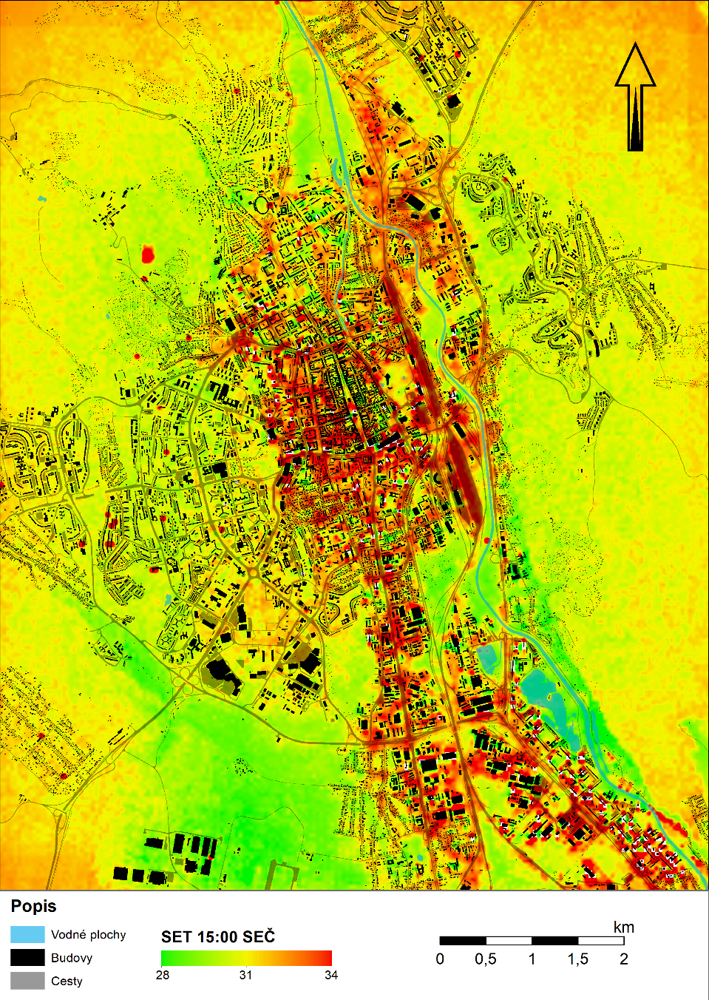 Popis
Vodné plochy
Budovy
Cesty
SET 15:00 SEČ
28 31 34
km
0 0,5 1 1,5 2